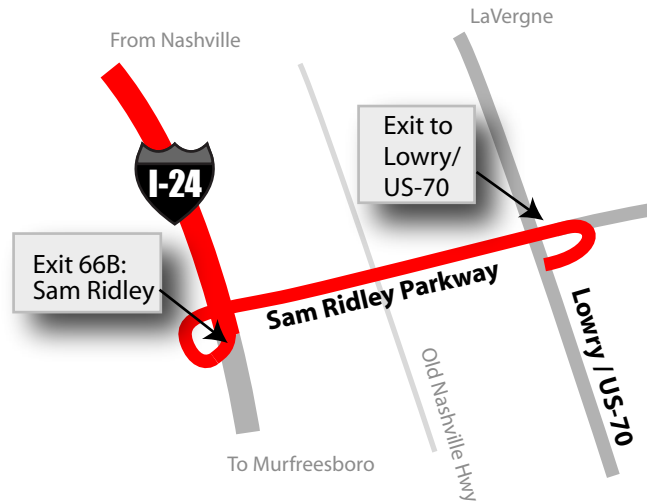 LaVergne
From Nashville
Exit to
Lowry/
US-70
I-24
Exit 66B:
Sam Ridley
Sam Ridley Parkway
Lowry / US-70
Old Nashville Hwy
To Murfreesboro